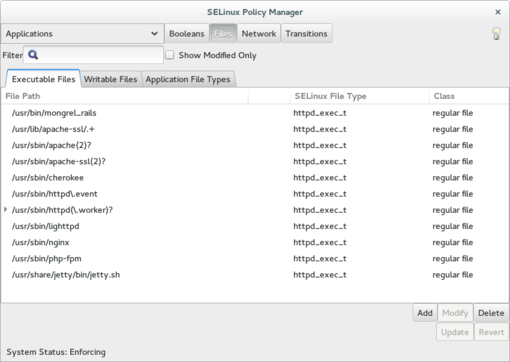 SELinux Policy Manager ×
Applications Booleans Files Network Transitions
Filter Show Modified Only
Executable Files Writable Files Application File Types
File Path SELinux File Type Class
/usr/bin/mongrel_rails httpd_exec_t regular file
/usr/lib/apache-ssl/.+ httpd_exec_t regular file
/usr/sbin/apache(2)? httpd_exec_t regular file
/usr/sbin/apache-ssl(2)? httpd_exec_t regular file
/usr/sbin/cherokee httpd_exec_t regular file
/usr/sbin/httpd\.event httpd_exec_t regular file
/usr/sbin/httpd(\.worker)? httpd_exec_t regular file
/usr/sbin/lighttpd httpd_exec_t regular file
/usr/sbin/nginx httpd_exec_t regular file
/usr/sbin/php-fpm httpd_exec_t regular file
/usr/share/jetty/bin/jetty.sh httpd_exec_t regular file
Add Modify Delete
Update Revert
System Status: Enforcing